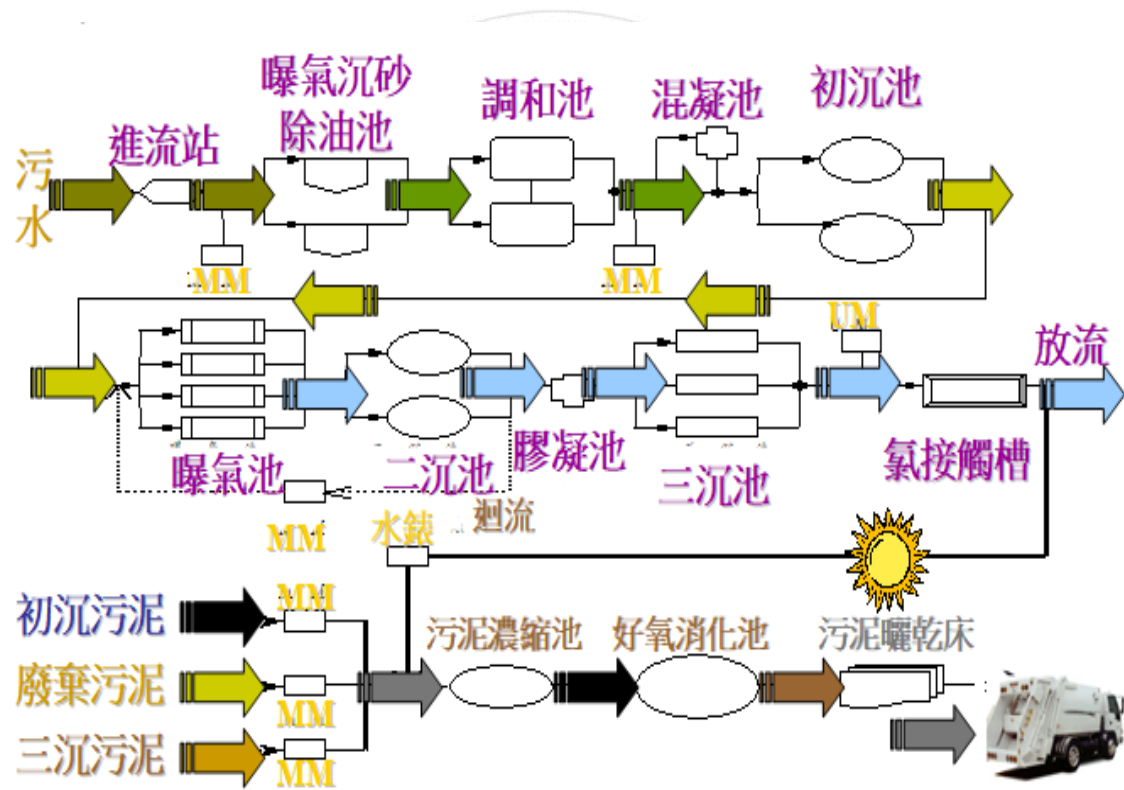 曝氣沉砂
除油池
調和池
混凝池
初沉池
進流站
污
水
MM
MM
UM
放流
曝氣池
二沉池
膠凝池
三沉池
氯接觸槽
MM
水錶
迴流
初沉污泥
MM
污泥濃縮池
好氧消化池
污泥曬乾床
廢棄污泥
MM
三沉污泥
MM